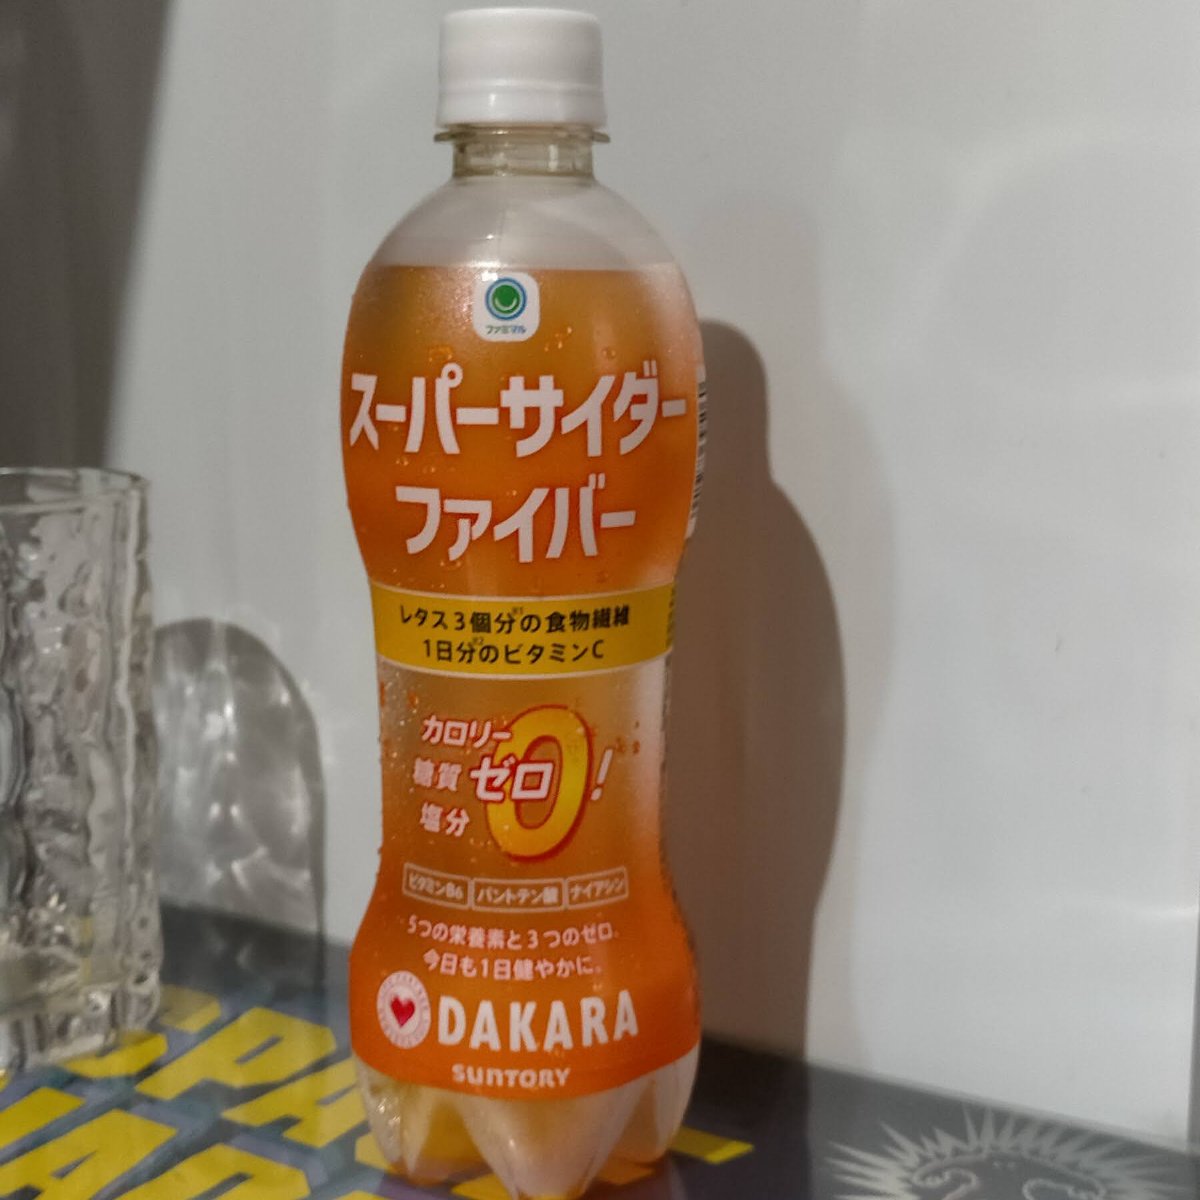 ファミマル
スーパーサイダー
ファイバー
レタス3個分※1の食物繊維
1日分※2のビタミンC
カロリー
糖質 ゼロ!
塩分
0
ビタミンB6 パントテン酸 ナイアシン
5つの栄養素と3つのゼロ。
今日も1日健やかに。
DAKARA
SUNTORY